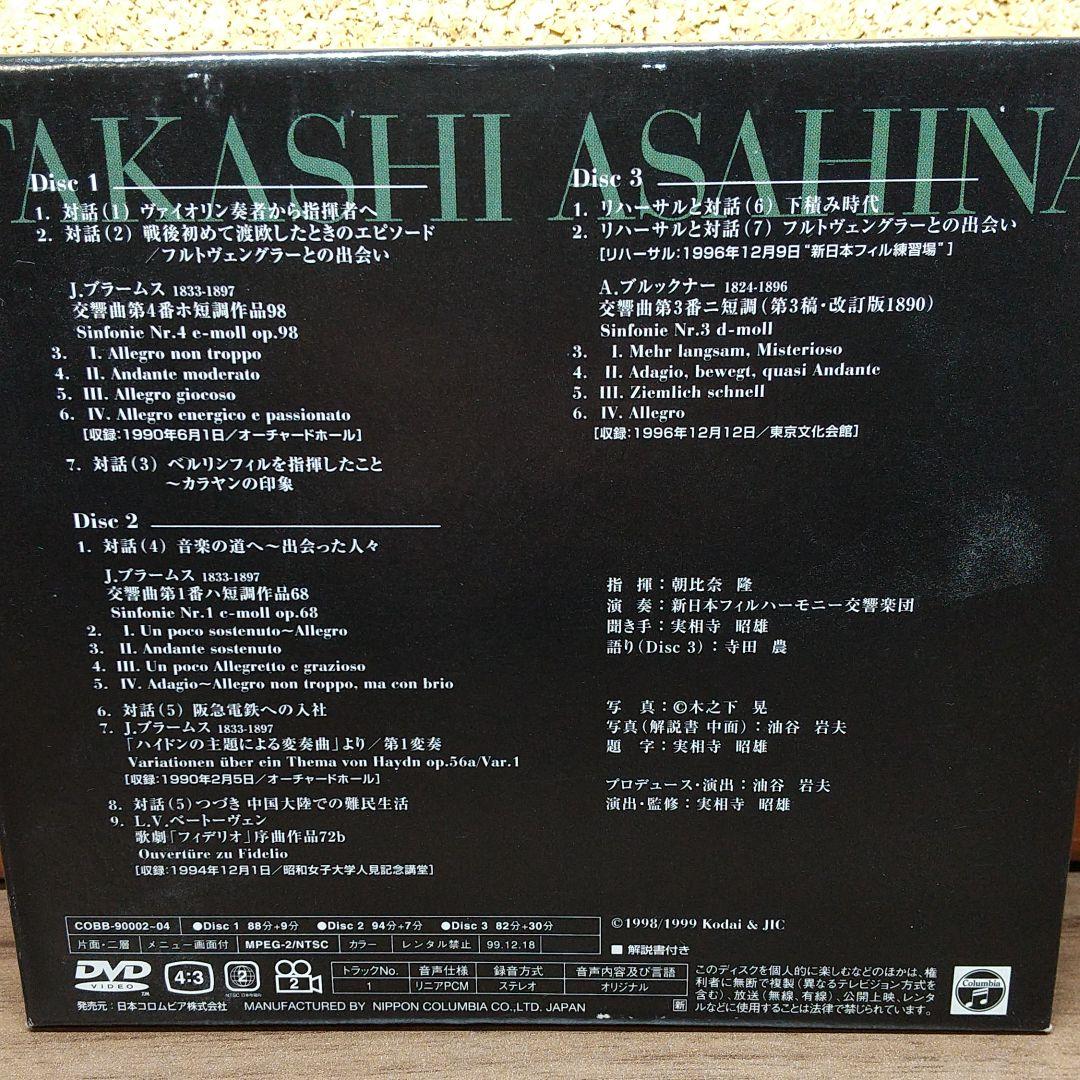 TAKASHI ASAHINA
Disc 1
1. 対話(1) ヴァイオリン奏者から指揮者へ
2. 対話(2) 戦後初めて渡欧したときのエピソード
／フルトヴェングラーとの出会い
J.ブラームス 1833-1897
交響曲第4番ホ短調作品98
Sinfonie Nr.4 e-moll op.98
3. I. Allegro non troppo
4. II. Andante moderato
5. III. Allegro giocoso
6. IV. Allegro energico e passionato
[収録:1990年6月1日／オーチャードホール]
7. 対話(3) ベルリンフィルを指揮したこと
～カラヤンの印象
Disc 2
1. 対話(4) 音楽の道へ～出会った人々
J.ブラームス 1833-1897
交響曲第1番ハ短調作品68
Sinfonie Nr.1 c-moll op.68
2. I. Un poco sostenuto~Allegro
3. II. Andante sostenuto
4. III. Un poco Allegretto e grazioso
5. IV. Adagio~Allegro non troppo, ma con brio
6. 対話(5) 阪急電鉄への入社
7. J.ブラームス 1833-1897
「ハイドンの主題による変奏曲」より／第1変奏
Variationen über ein Thema von Haydn op.56a/Var.1
[収録:1990年2月5日／オーチャードホール]
8. 対話(5)つづき 中国大陸での難民生活
9. L.V.ベートーヴェン
歌劇「フィデリオ」序曲作品72b
Ouvertüre zu Fidelio
[収録:1994年12月1日／昭和女子大学人見記念講堂]
Disc 3
1. リハーサルと対話(6) 下積み時代
2. リハーサルと対話(7) フルトヴェングラーとの出会い
[リハーサル:1996年12月9日"新日本フィル練習場"]
A.ブルックナー 1824-1896
交響曲第3番ニ短調(第3稿・改訂版1890)
Sinfonie Nr.3 d-moll
3. I. Mehr langsam, Misterioso
4. II. Adagio, bewegt, quasi Andante
5. III. Ziemlich schnell
6. IV. Allegro
[収録:1996年12月12日／東京文化会館]
指 揮:朝比奈 隆
演 奏:新日本フィルハーモニー交響楽団
聞き手:実相寺 昭雄
語り(Disc 3):寺田 農
写 真:©木之下 晃
写真(解説書 中面):油谷 岩夫
題 字:実相寺 昭雄
プロデュース・演出:油谷 岩夫
演出・監修:実相寺 昭雄
COBB-90002~04 ●Disc 1 88分+9分 ●Disc 2 94分+7分 ●Disc 3 82分+30分
片面・二層 メニュー画面付 MPEG-2/NTSC カラー レンタル禁止 99.12.18
©1998/1999 Kodai & JIC
■ 解説書付き
DVD VIDEO TM 4:3 2 NTSC 日本市場向 2
トラックNo. 音声仕様 録音方式 音声内容及び言語
1 リニアPCM ステレオ オリジナル
このディスクを個人的に楽しむなどのほかは、権
利者に無断で複製(異なるテレビジョン方式を
含む)、放送(無線、有線)、公開上映、レンタ
ルなどに使用することは法律で禁じられています。
Columbia
発売元:日本コロムビア株式会社 MANUFACTURED BY NIPPON COLUMBIA CO.,LTD. JAPAN 新